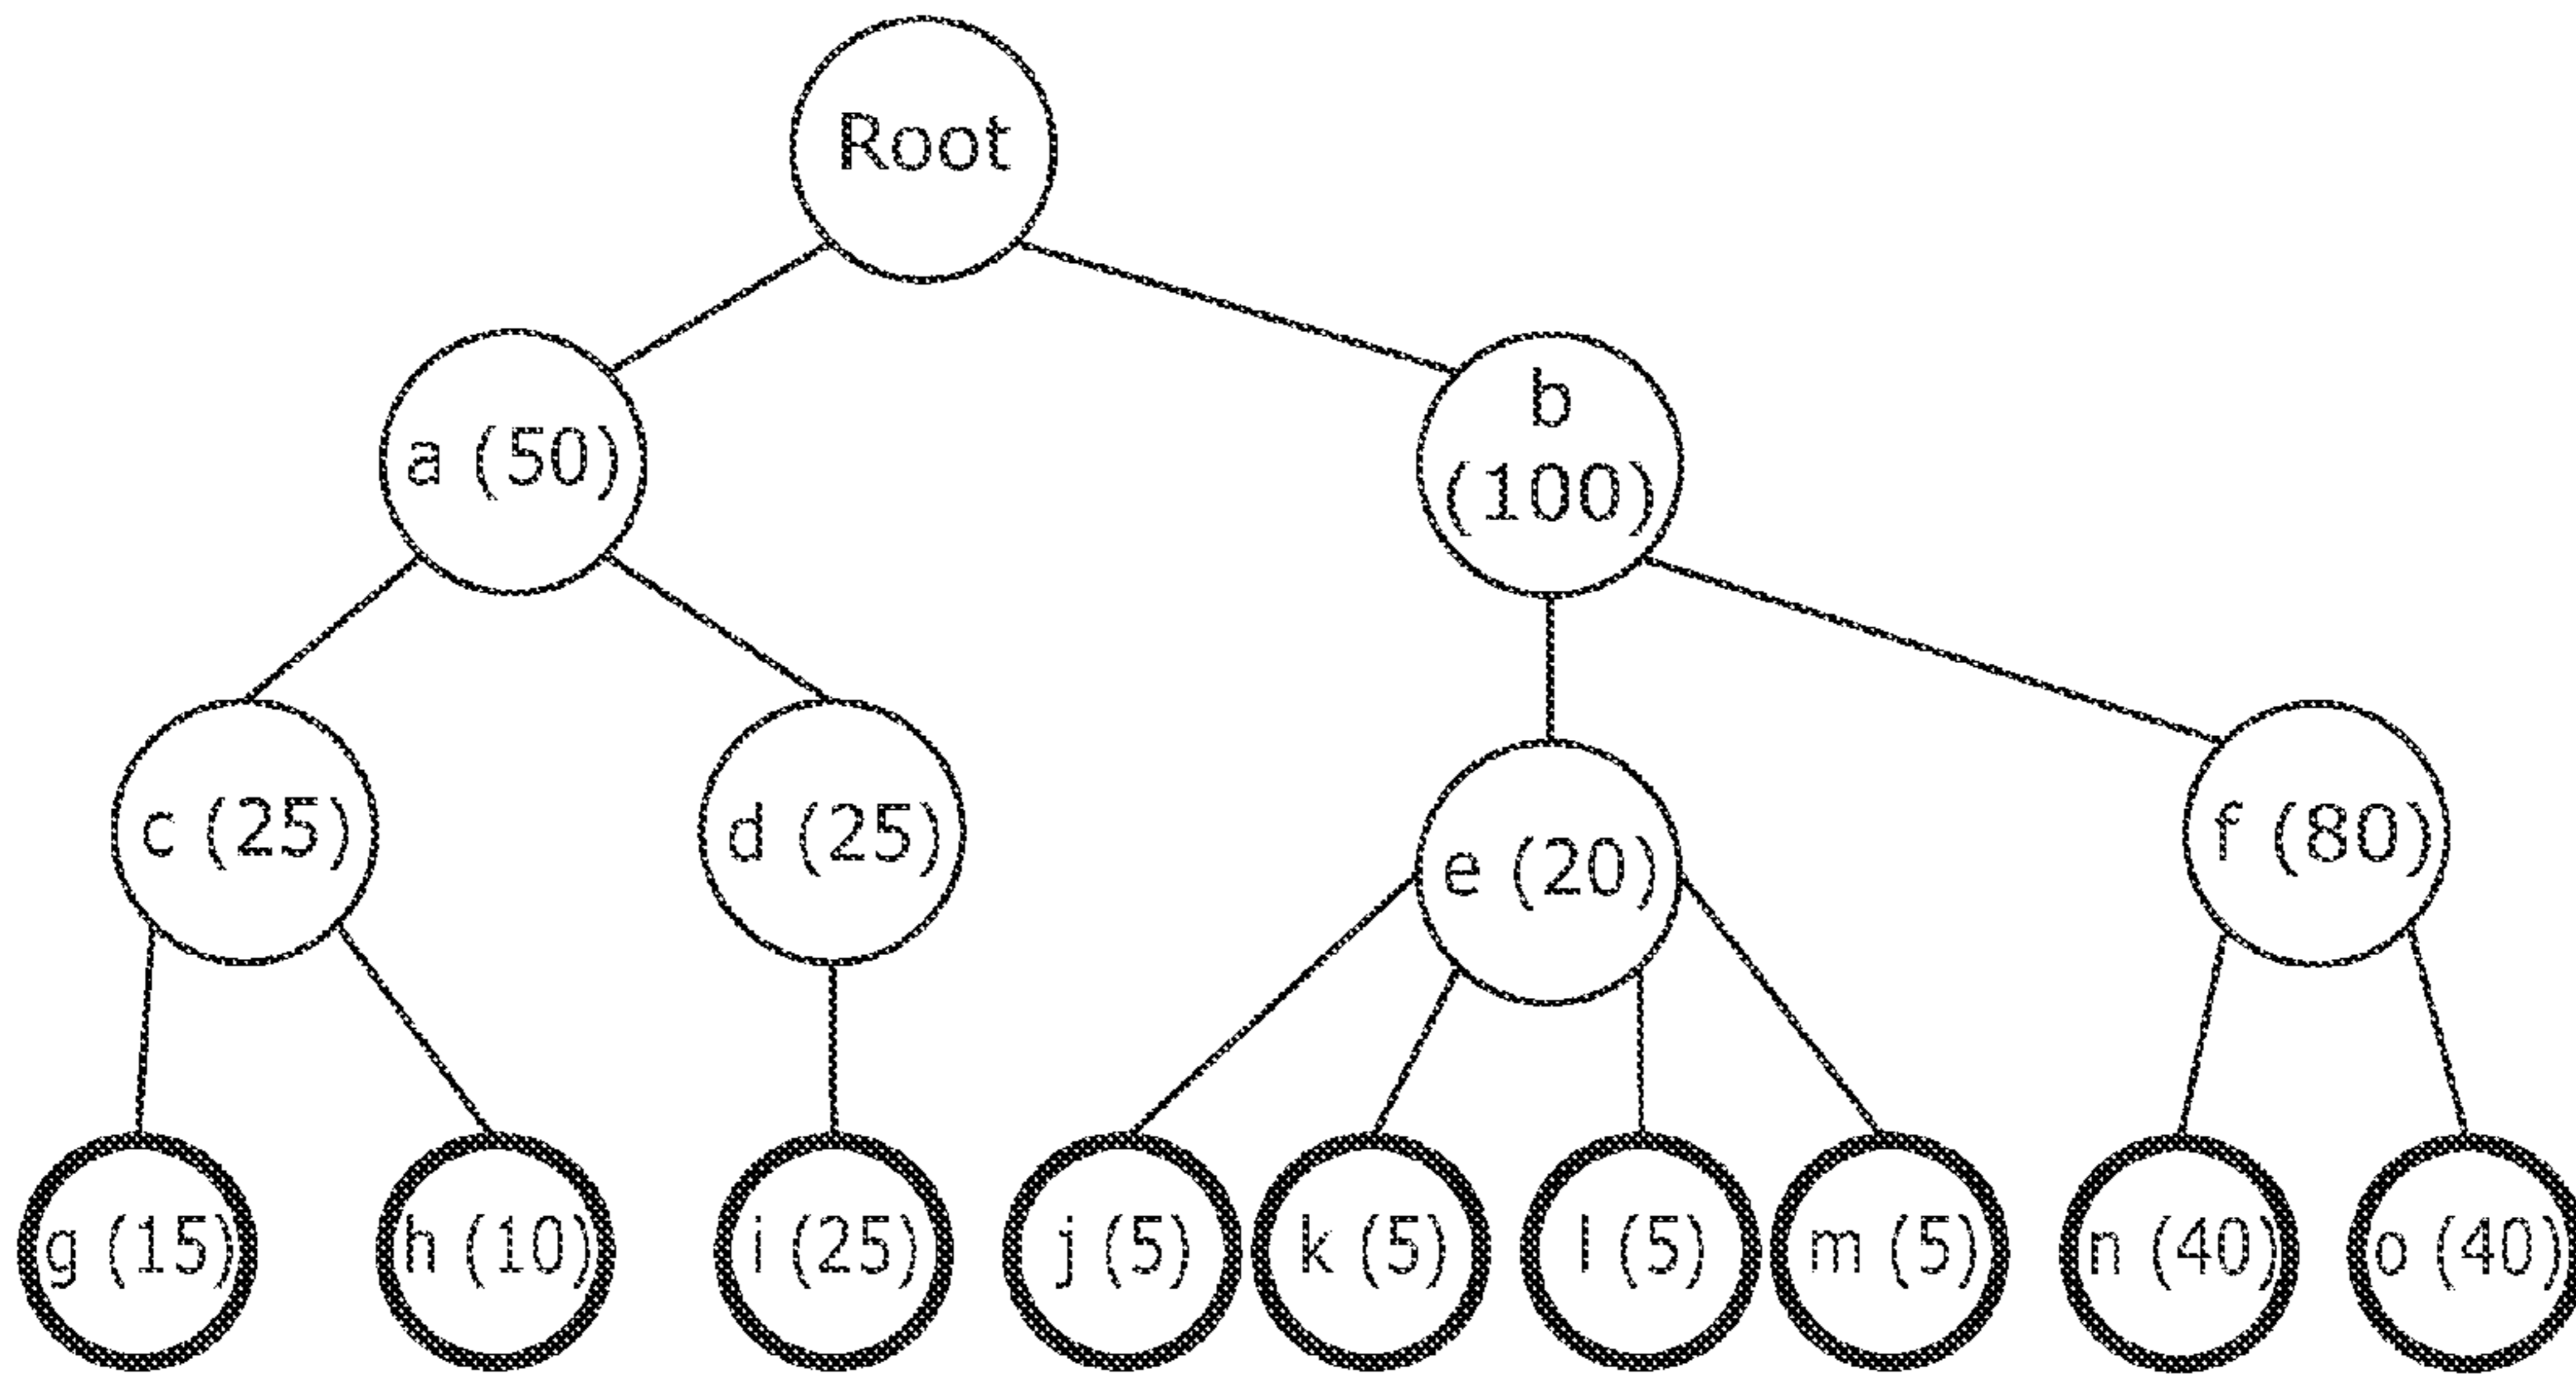 Root
a (50)
b
(100)
c (25)
d (25)
e (20)
f (80)
g (15)
h (10)
i (25)
j (5)
k (5)
l (5)
m (5)
n (40)
o (40)